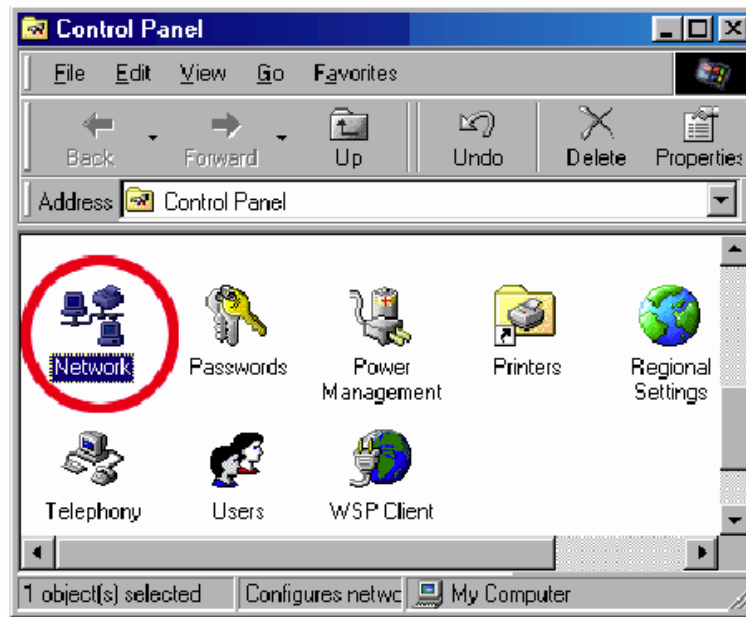 Control Panel
File Edit View Go Favorites
Back Forward Up Undo Delete Properties
Address Control Panel
Network Passwords Power Management Printers Regional Settings
Telephony Users WSP Client
1 object(s) selected Configures netwc My Computer